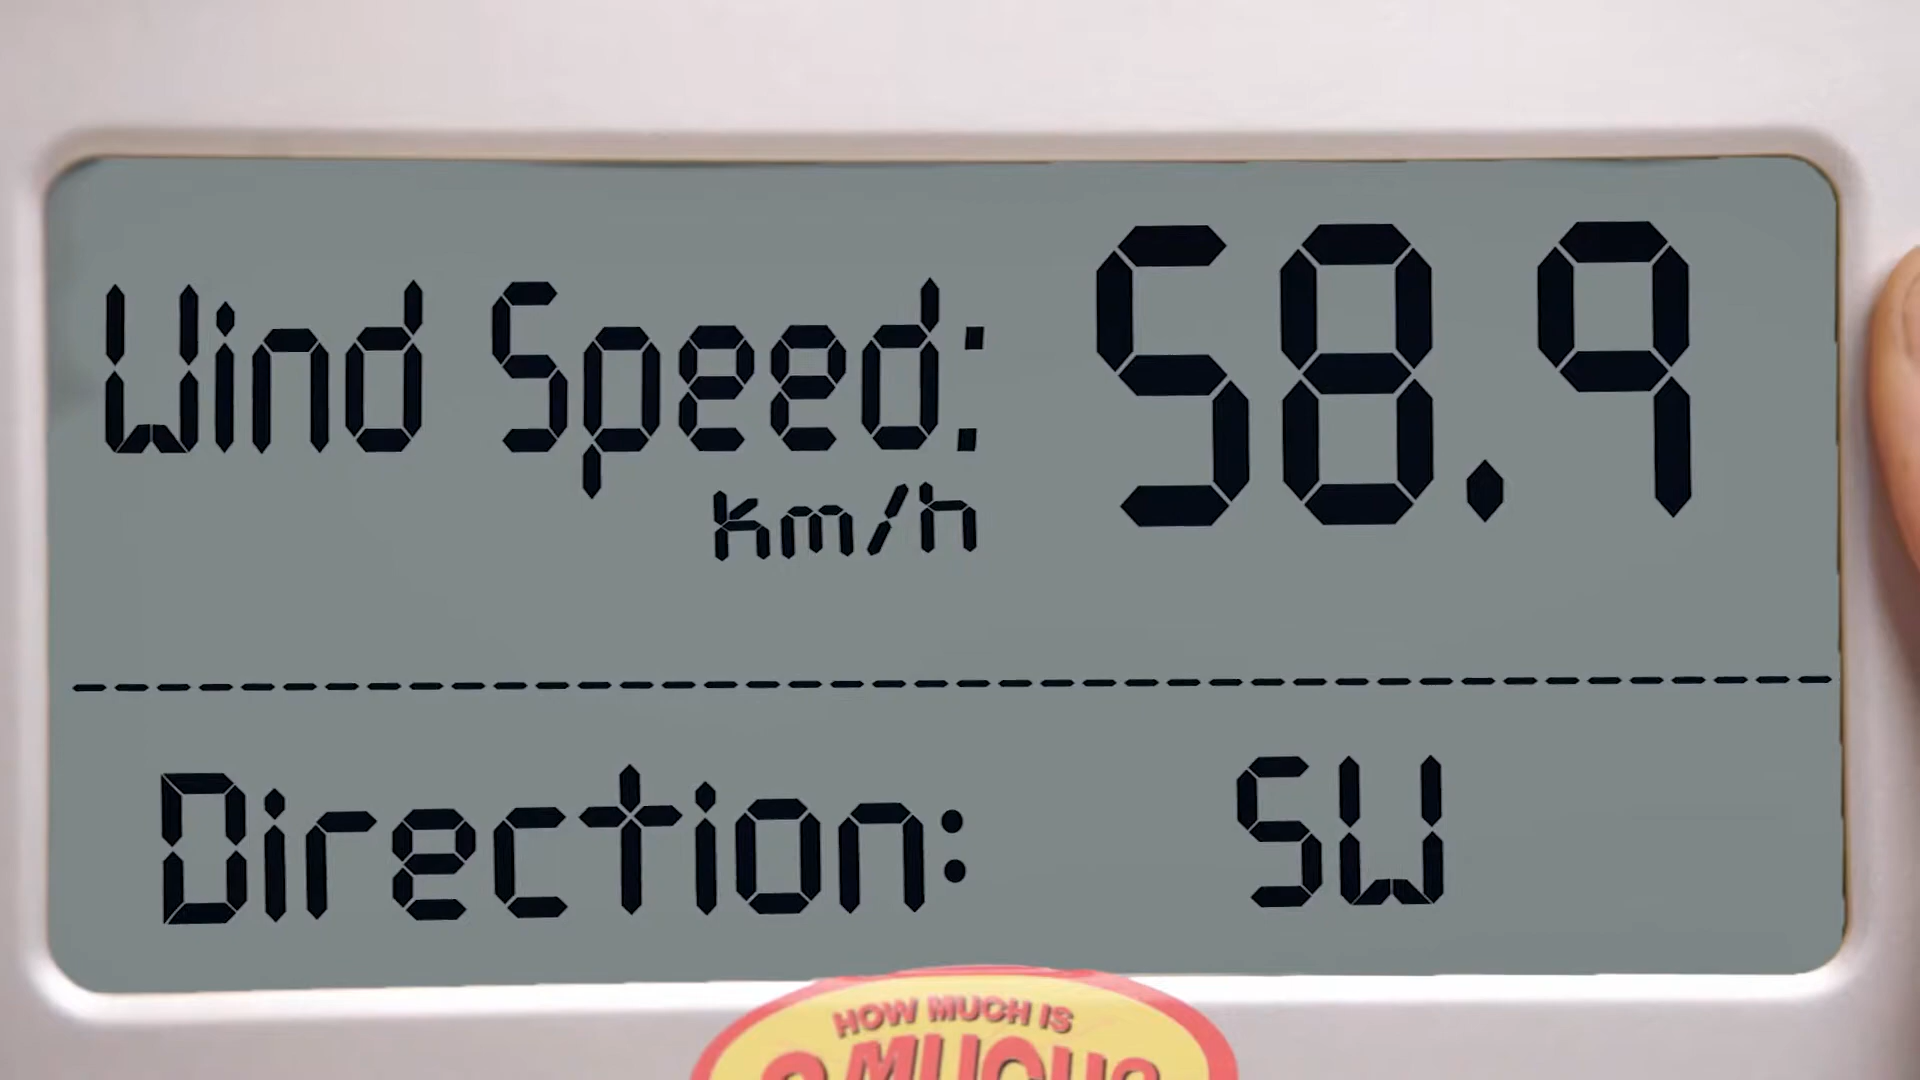 Wind Speed: 58.9
km/h
Direction: SW
HOW MUCH IS